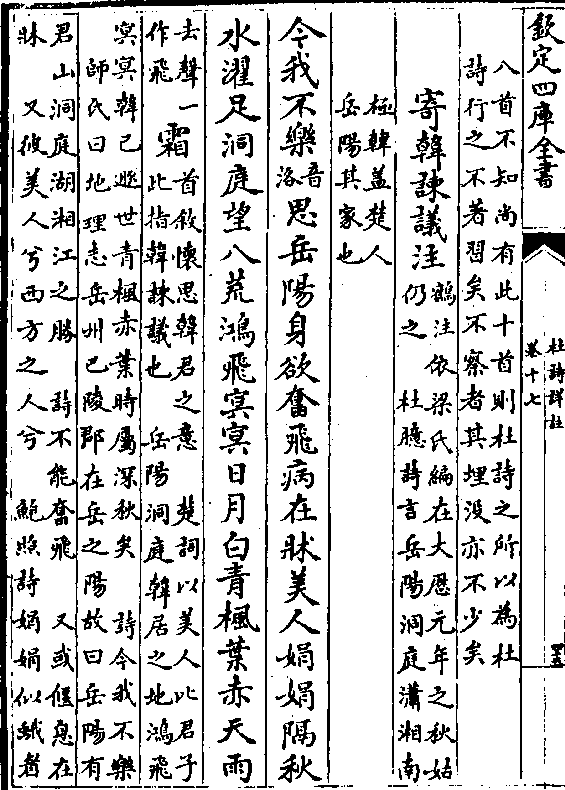 欽定四庫全書
杜詩詳註
卷十七
八首不知尚有此十首則杜詩之所以為杜
詩行之不著習矣不察者其埋沒亦不少矣
寄韓諫議注
鶴注依梁氏編在大厯元年之秋姑
仍之 杜臆詩言岳陽洞庭瀟湘南
極韓葢楚人
岳陽其家也
今我不樂音洛思岳陽身欲奮飛病在牀美人娟娟隔秋
水濯足洞庭望八荒鴻飛冥冥日月白青楓葉赤天雨
去聲一
作飛
霜
首敘懷思韓君之意 楚詞以美人比君子
此指韓諫議也 岳陽洞庭韓居之地鴻飛
冥冥韓已遯世青楓赤葉時屬深秋矣 詩今我不樂
師氏曰地理志岳州巴陵郡在岳之陽故曰岳陽有
君山洞庭湖湘江之勝 詩不能奮飛 又或偃息在
牀 又彼美人兮西方之人兮 鮑照詩娟娟似蛾眉